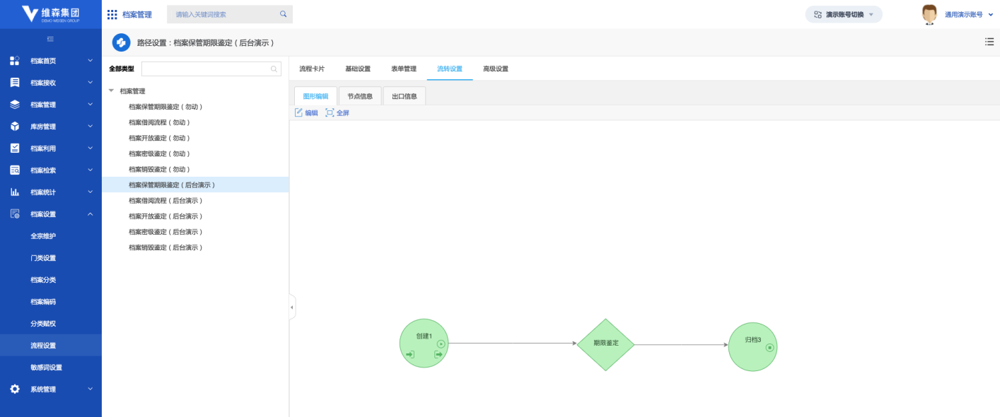 维森集团
DEMO WEISEN GROUP
档案管理
请输入关键词搜索
演示账号切换
通用演示账号
路径设置：档案保管期限鉴定（后台演示）
档案首页
档案接收
档案管理
库房管理
档案利用
档案检索
档案统计
档案设置
全宗维护
门类设置
档案分类
档案编码
分类赋权
流程设置
敏感词设置
系统管理
全部类型
档案管理
档案保管期限鉴定（勿动）
档案借阅流程（勿动）
档案开放鉴定（勿动）
档案密级鉴定（勿动）
档案销毁鉴定（勿动）
档案保管期限鉴定（后台演示）
档案借阅流程（后台演示）
档案开放鉴定（后台演示）
档案密级鉴定（后台演示）
档案销毁鉴定（后台演示）
流程卡片 基础设置 表单管理 流转设置 高级设置
图形编辑 节点信息 出口信息
编辑 全屏
创建1
期限鉴定
归档3